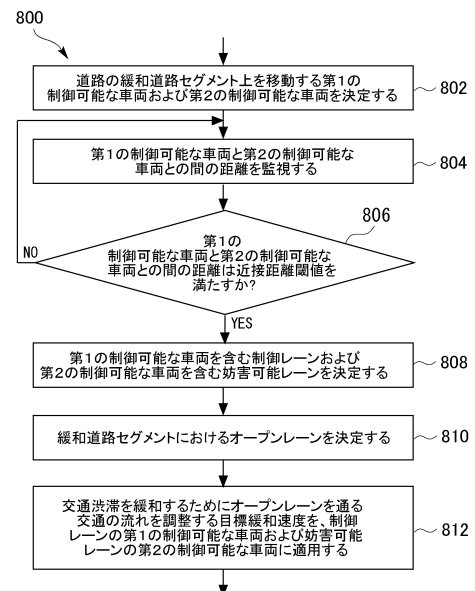 800
道路の緩和道路セグメント上を移動する第1の
制御可能な車両および第2の制御可能な車両を決定する
802
第1の制御可能な車両と第2の制御可能な
車両との間の距離を監視する
804
806
第1の
制御可能な車両と第2の制御可能な
車両との間の距離は近接距離閾値を
満たすか?
NO
YES
第1の制御可能な車両を含む制御レーンおよび
第2の制御可能な車両を含む妨害可能レーンを決定する
808
緩和道路セグメントにおけるオープンレーンを決定する
810
交通渋滞を緩和するためにオープンレーンを通る
交通の流れを調整する目標緩和速度を、制御
レーンの第1の制御可能な車両および妨害可能
レーンの第2の制御可能な車両に適用する
812